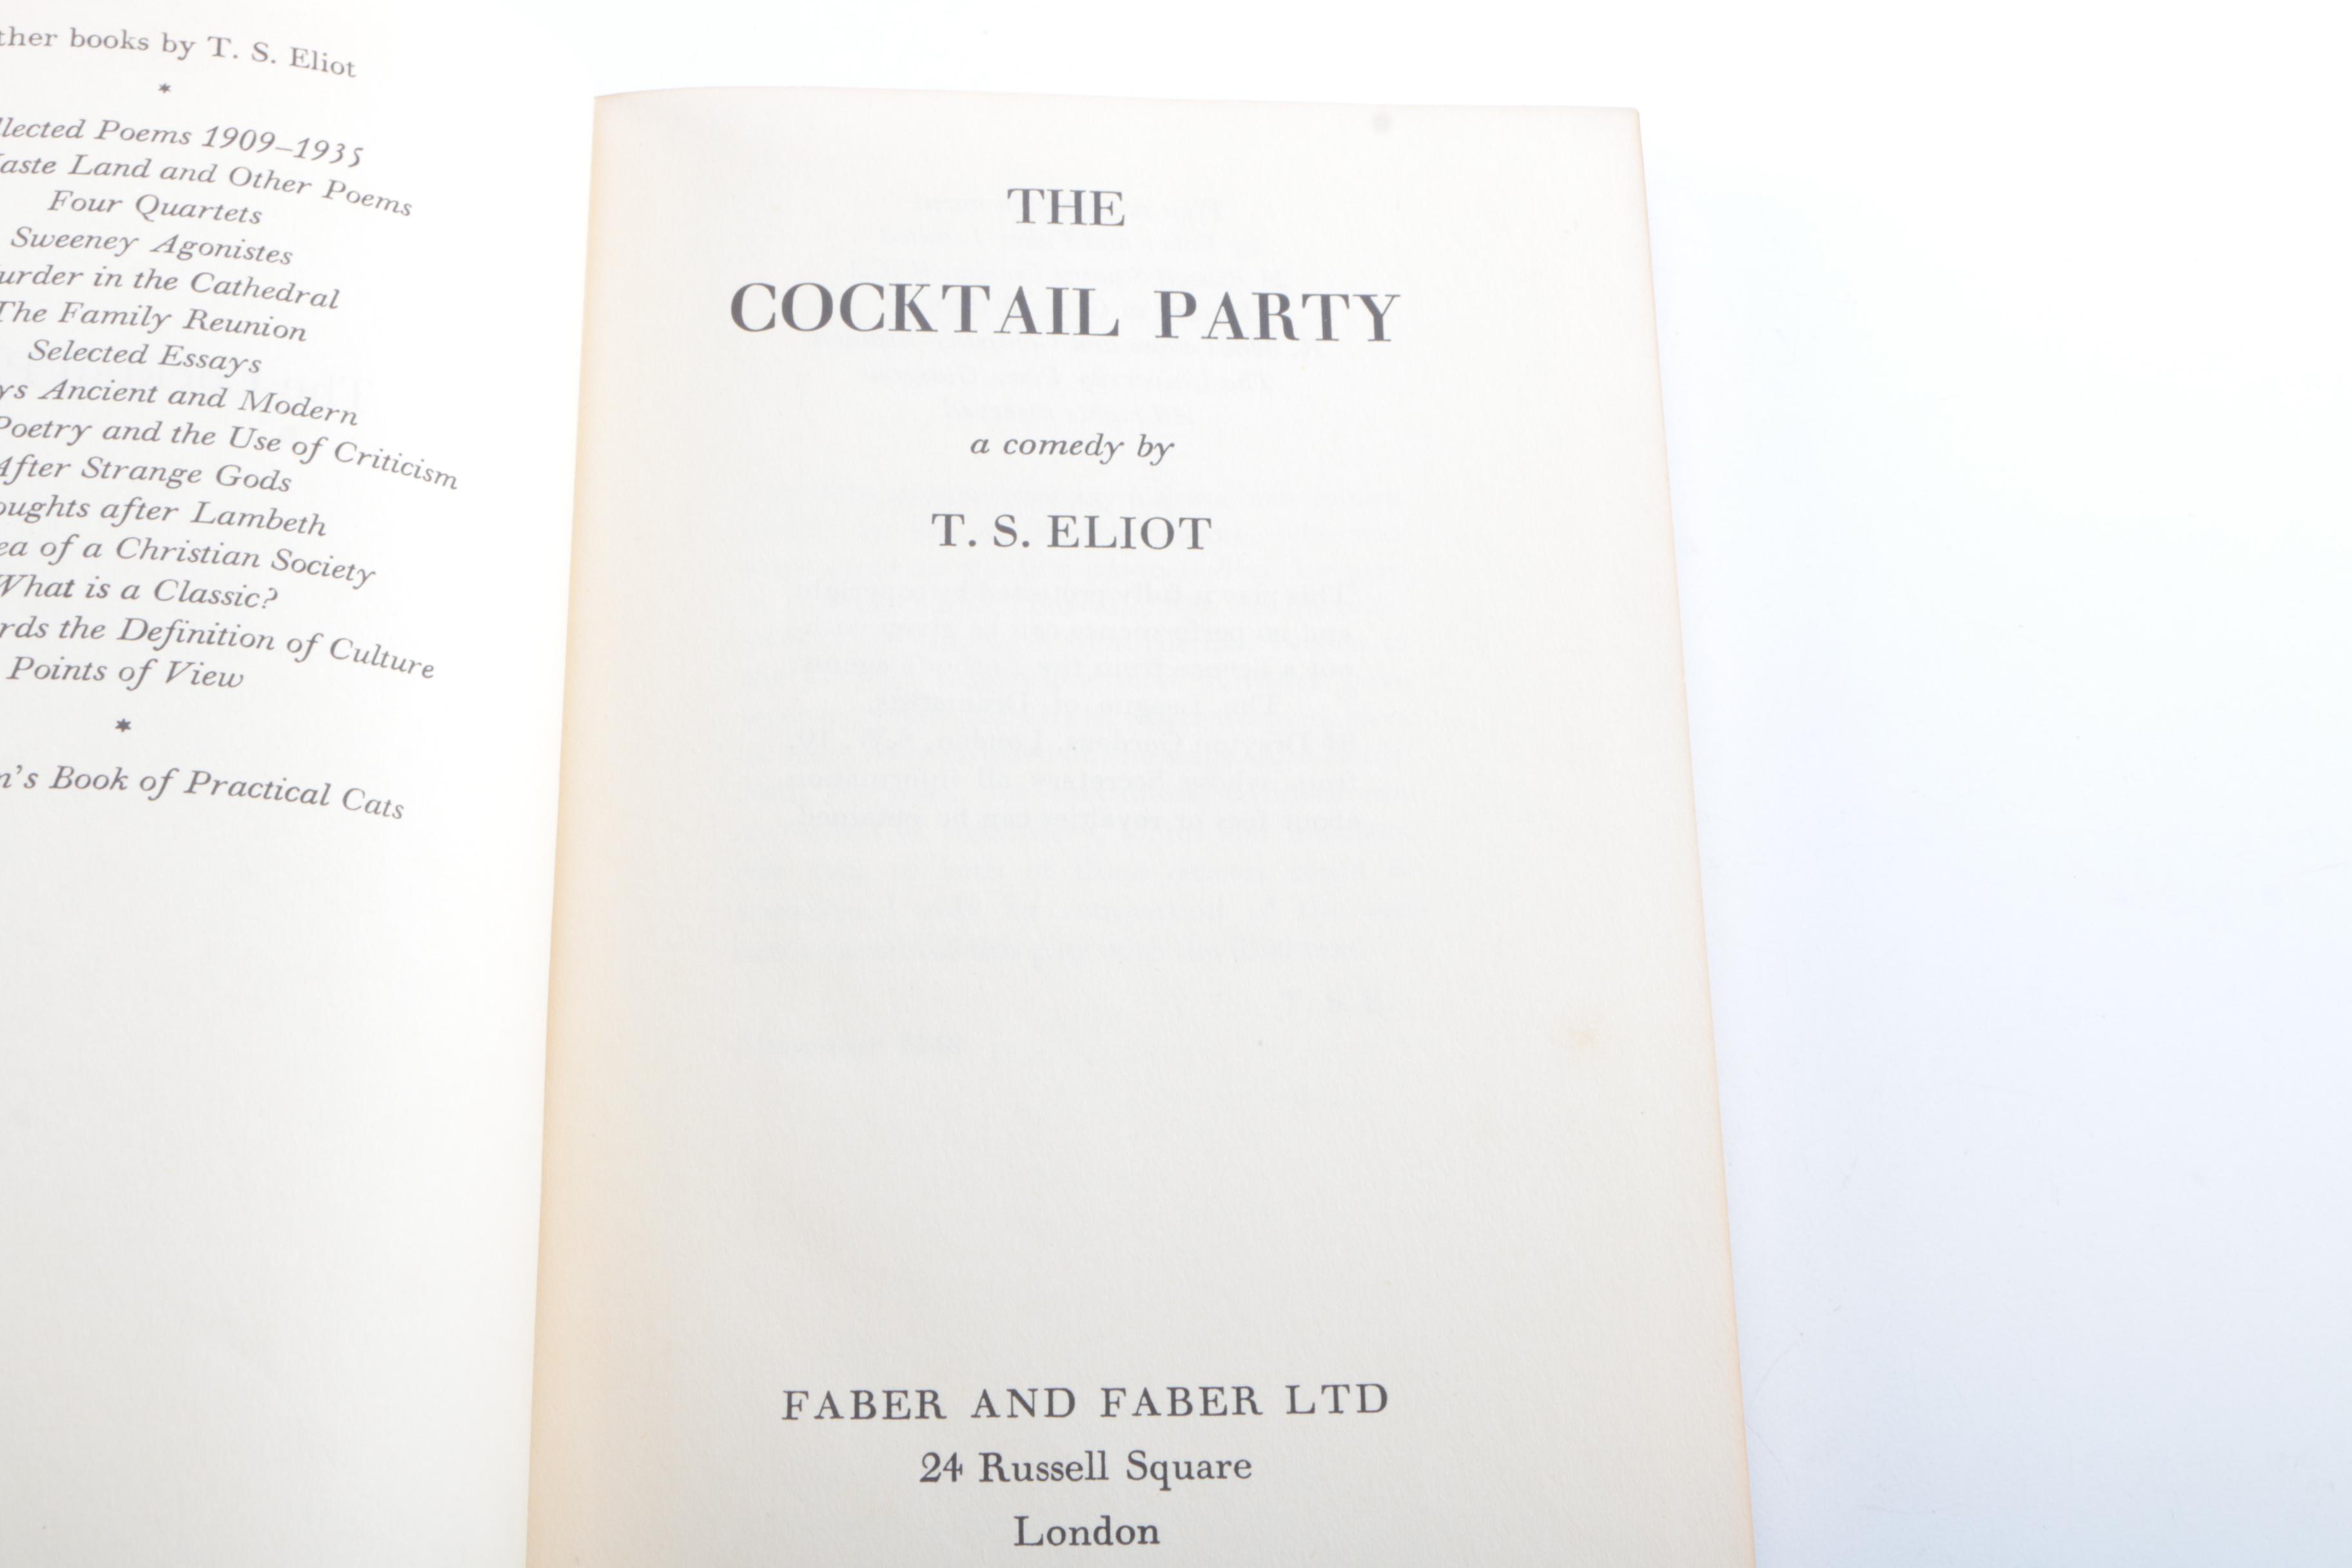 ther books by T. S. Eliot
*
llected Poems 1909–1935
aste Land and Other Poems
Four Quartets
Sweeney Agonistes
urder in the Cathedral
The Family Reunion
Selected Essays
ys Ancient and Modern
Poetry and the Use of Criticism
After Strange Gods
oughts after Lambeth
ea of a Christian Society
What is a Classic?
rds the Definition of Culture
Points of View
*
m's Book of Practical Cats
THE
COCKTAIL PARTY
a comedy by
T. S. ELIOT
FABER AND FABER LTD
24 Russell Square
London